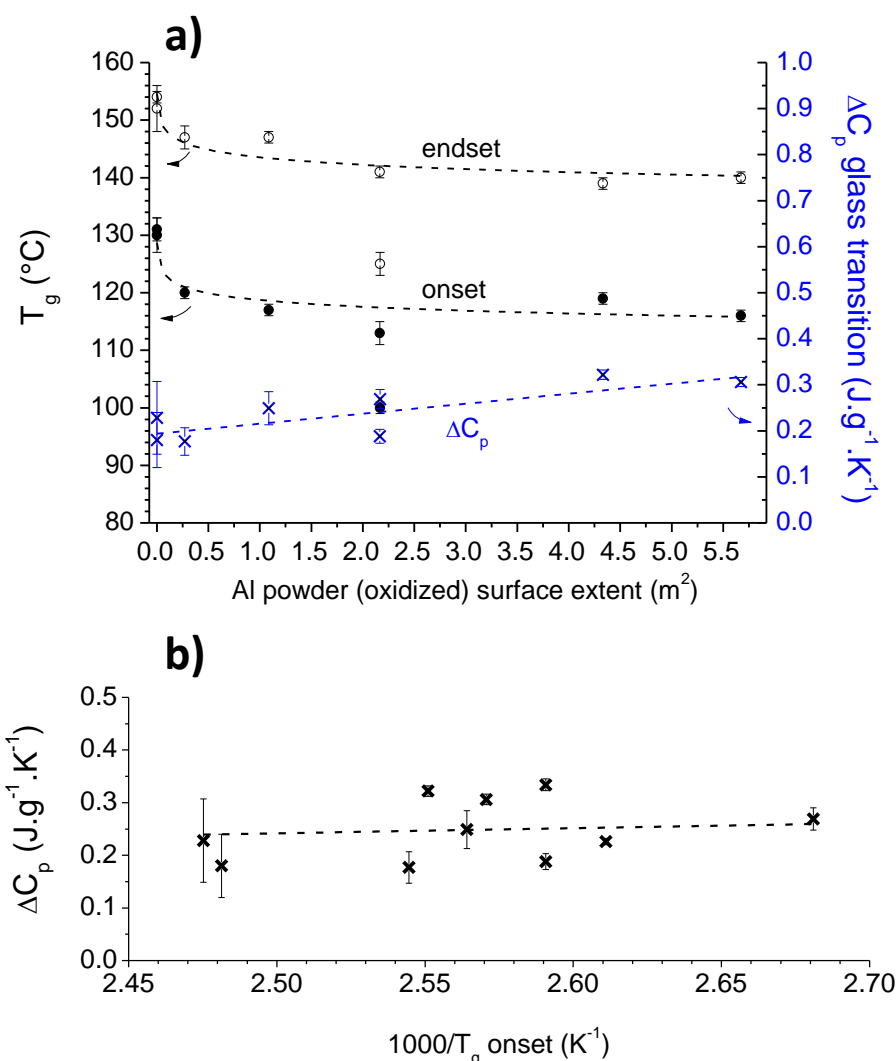 a)
160
150
140
130
120
110
100
90
80
T_g (°C)
endset
onset
ΔC_p
1.0
0.9
0.8
0.7
0.6
0.5
0.4
0.3
0.2
0.1
0.0
ΔC_p glass transition (J.g⁻¹.K⁻¹)
0.0 0.5 1.0 1.5 2.0 2.5 3.0 3.5 4.0 4.5 5.0 5.5
Al powder (oxidized) surface extent (m²)
b)
0.5
0.4
0.3
0.2
0.1
0.0
ΔC_p (J.g⁻¹.K⁻¹)
2.45 2.50 2.55 2.60 2.65 2.70
1000/T_g onset (K⁻¹)